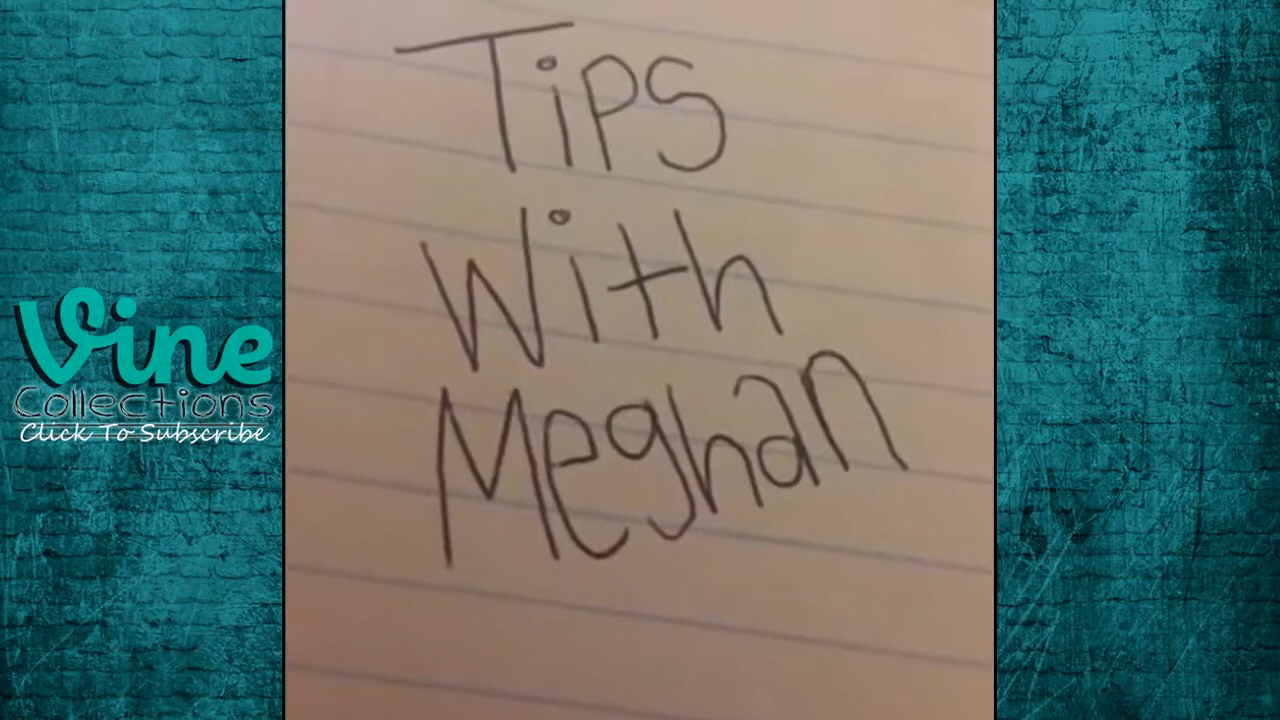 Tips
With
Meghan
Vine
Collections
Click To Subscribe